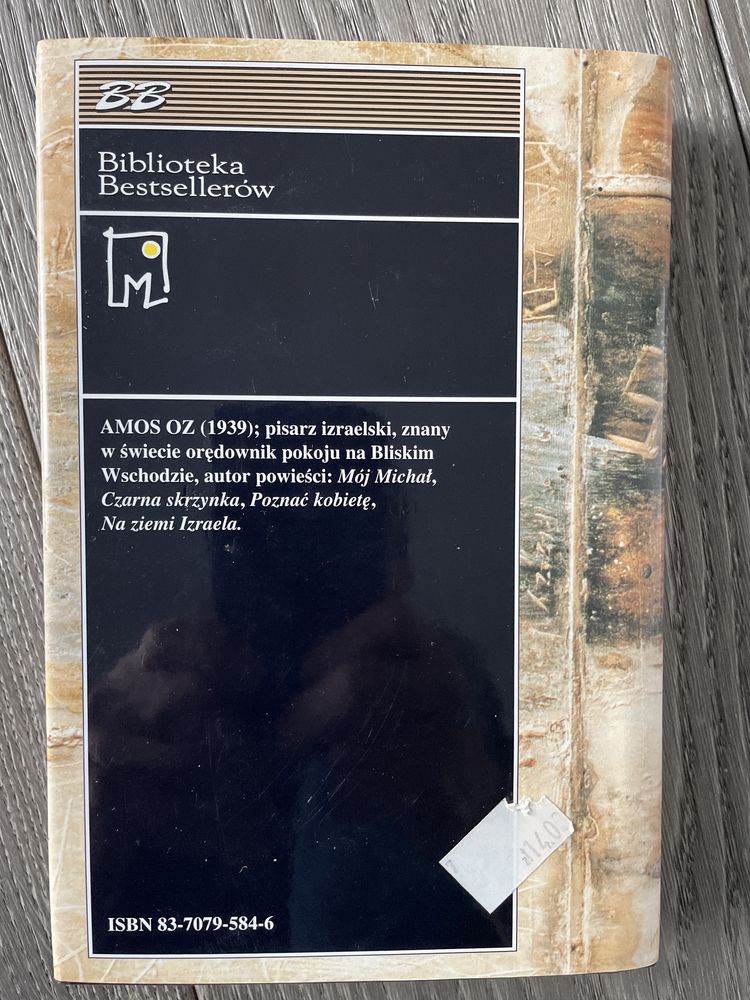 BB
Biblioteka
Bestsellerów
M
AMOS OZ (1939); pisarz izraelski, znany
w świecie orędownik pokoju na Bliskim
Wschodzie, autor powieści: Mój Michał,
Czarna skrzynka, Poznać kobietę,
Na ziemi Izraela.
ISBN 83-7079-584-6